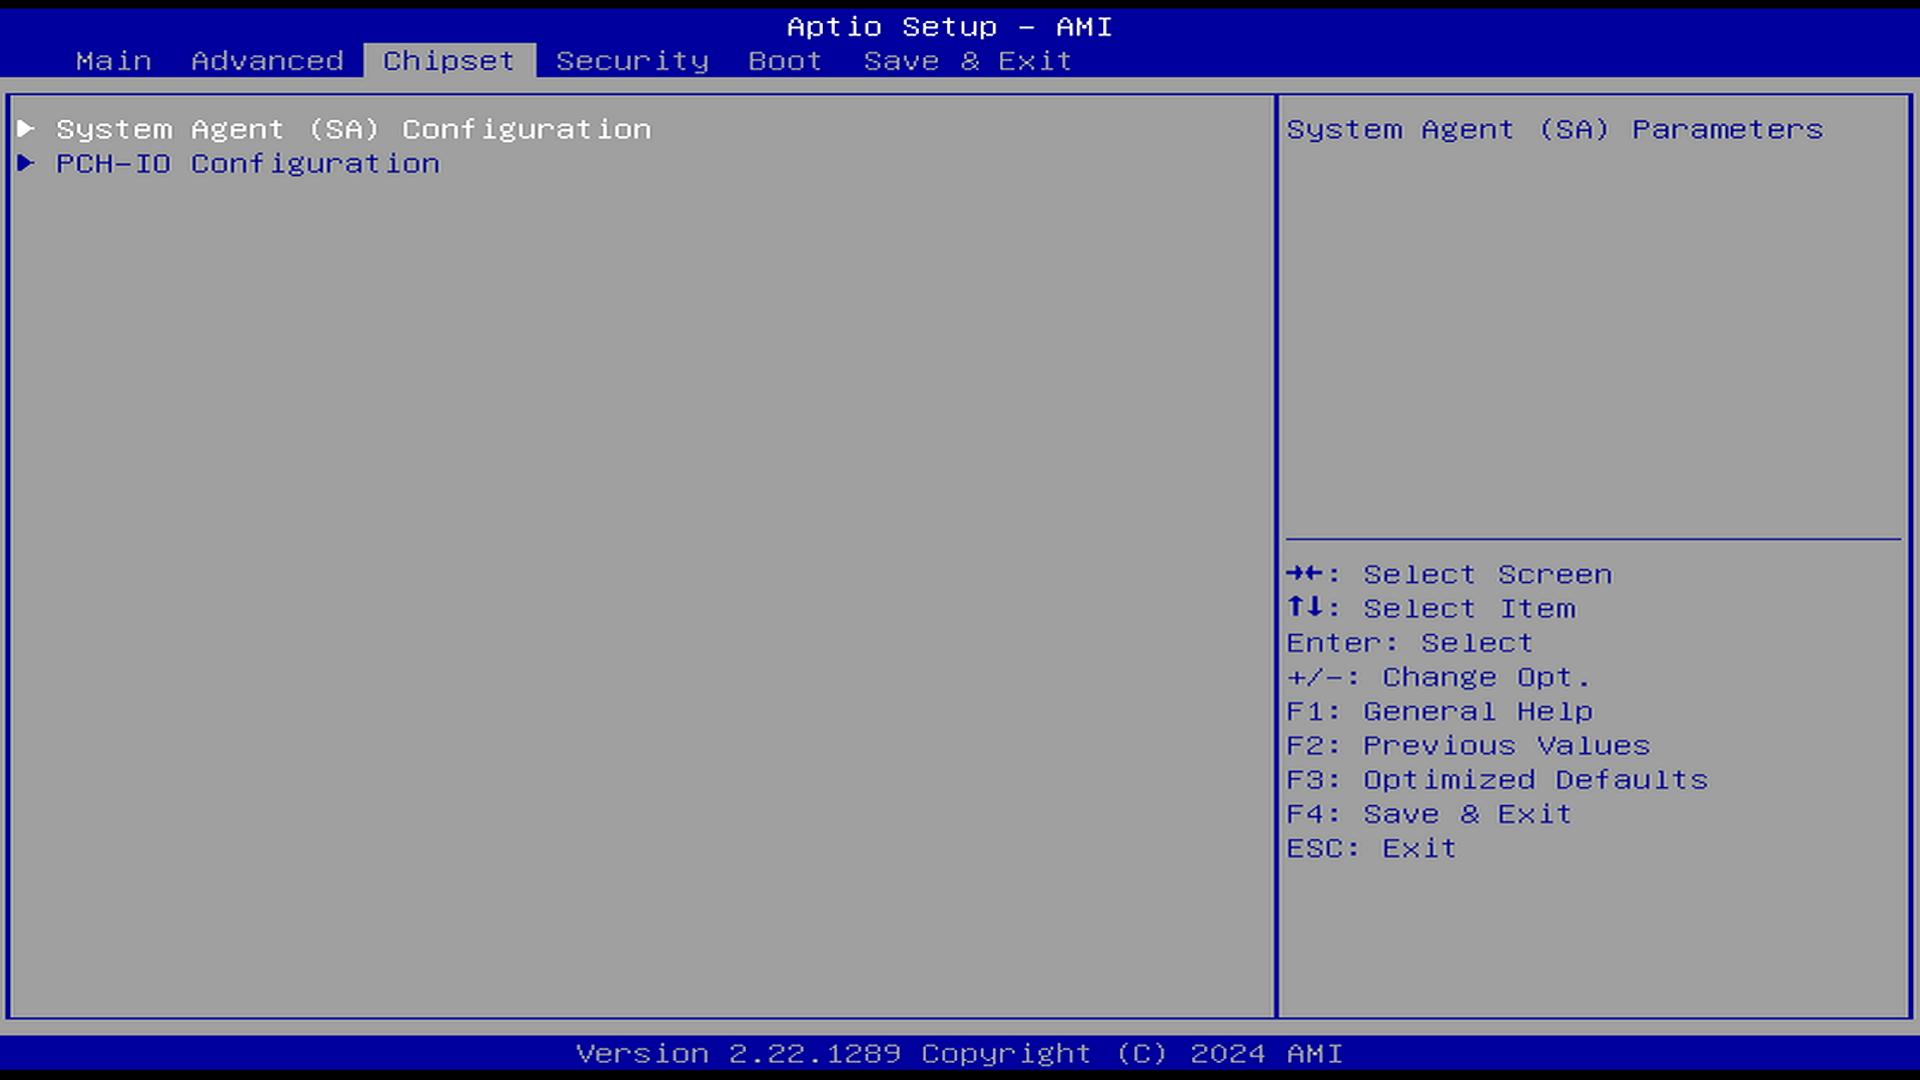 Aptio Setup – AMI
Main Advanced Chipset Security Boot Save & Exit
► System Agent (SA) Configuration
► PCH-IO Configuration
System Agent (SA) Parameters
→←: Select Screen
↑↓: Select Item
Enter: Select
+/-: Change Opt.
F1: General Help
F2: Previous Values
F3: Optimized Defaults
F4: Save & Exit
ESC: Exit
Version 2.22.1289 Copyright (C) 2024 AMI